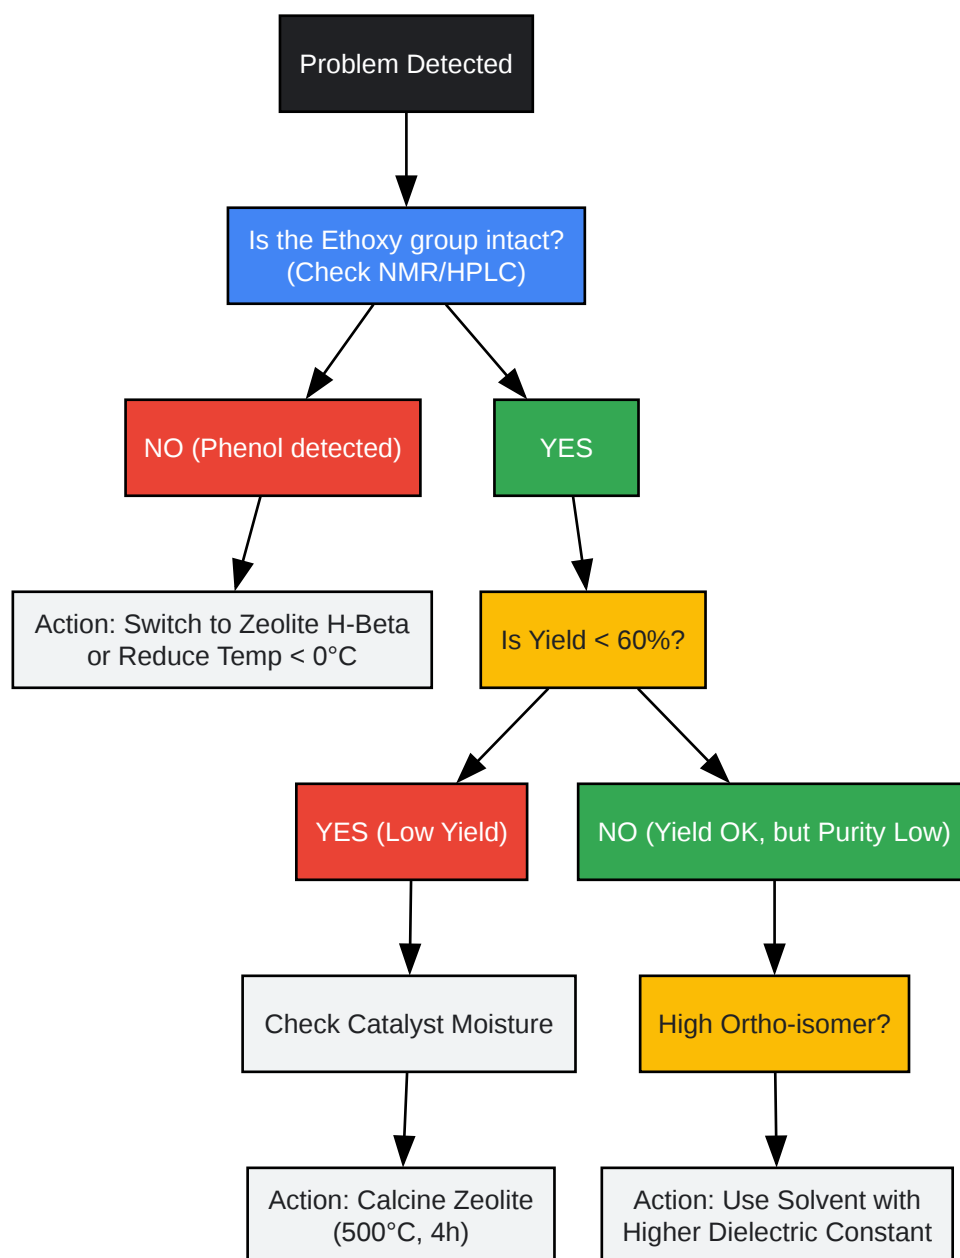 Problem Detected
Is the Ethoxy group intact?
(Check NMR/HPLC)
NO (Phenol detected)
YES
Action: Switch to Zeolite H-Beta
or Reduce Temp < 0°C
Is Yield < 60%?
YES (Low Yield)
NO (Yield OK, but Purity Low)
Check Catalyst Moisture
High Ortho-isomer?
Action: Calcine Zeolite
(500°C, 4h)
Action: Use Solvent with
Higher Dielectric Constant